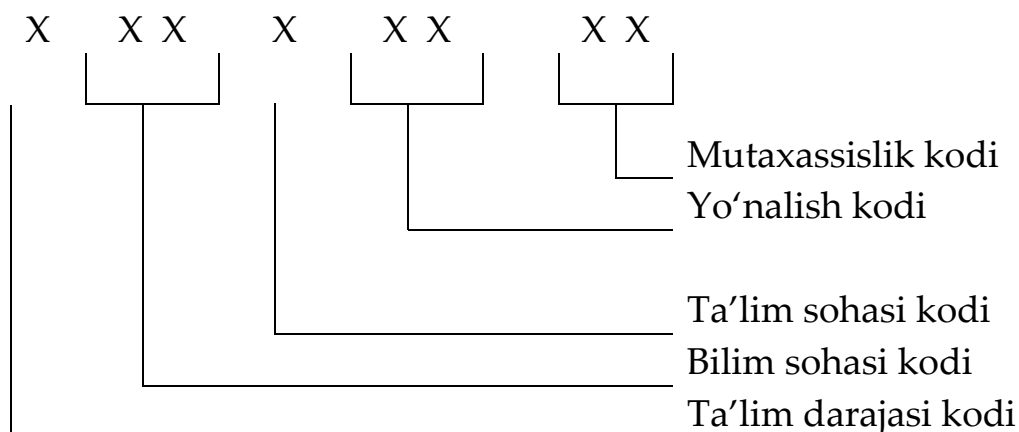 X XX X XX XX
Mutaxassislik kodi
Yo‘nalish kodi
Ta’lim sohasi kodi
Bilim sohasi kodi
Ta’lim darajasi kodi